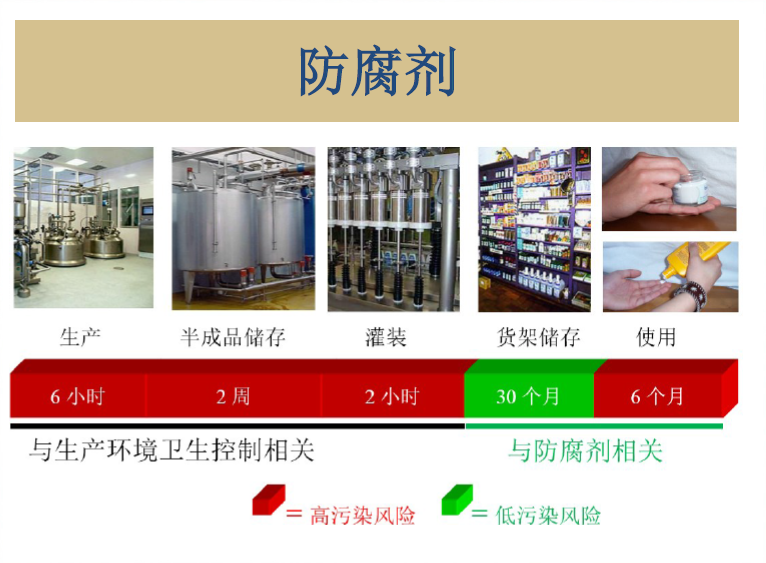 防腐剂
生产
半成品储存
灌装
货架储存
使用
6 小时
2 周
2 小时
30 个月
6 个月
与生产环境卫生控制相关
与防腐剂相关
= 高污染风险
= 低污染风险